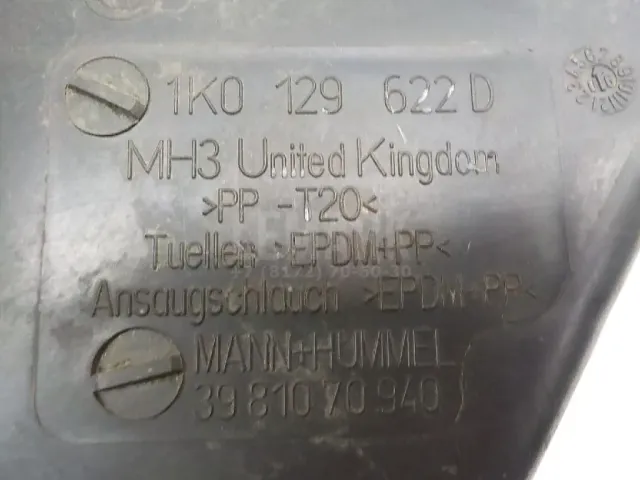 1K0 129 622 D
MH3 United Kingdom
>PP -T20<
Tuellen >EPDM+PP<
Ansaugschlauch >EPDM+PP<
MANN+HUMMEL
39 810 70 940